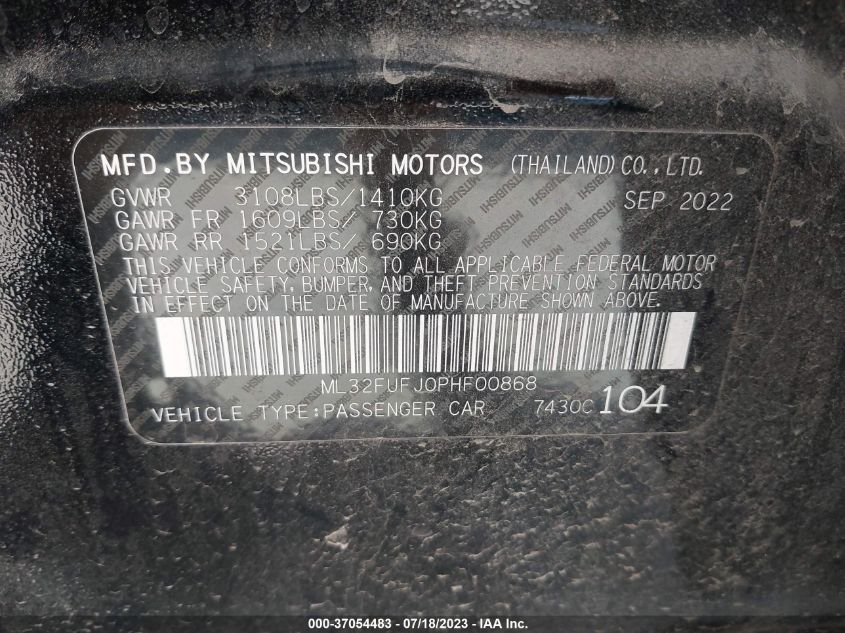 MFD.BY MITSUBISHI MOTORS (THAILAND) CO.,LTD.
GVWR 3108LBS/1410KG SEP 2022
GAWR FR 1609LBS/ 730KG
GAWR RR 1521LBS/ 690KG
THIS VEHICLE CONFORMS TO ALL APPLICABLE FEDERAL MOTOR
VEHICLE SAFETY, BUMPER, AND THEFT PREVENTION STANDARDS
IN EFFECT ON THE DATE OF MANUFACTURE SHOWN ABOVE.
ML32FUFJ0PHF00868
VEHICLE TYPE:PASSENGER CAR 7430C 104
000-37054483 - 07/18/2023 - 1YU IAA Inc.